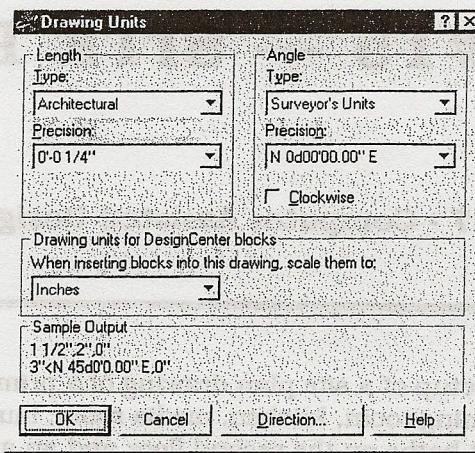 Drawing Units
Length
Type:
Architectural
Precision:
0'-0 1/4"
Angle
Type:
Surveyor's Units
Precision:
N 0d00'00.00" E
Clockwise
Drawing units for DesignCenter blocks
When inserting blocks into this drawing, scale them to:
Inches
Sample Output
1 1/2",2",0"
3"<N 45d0'0.00" E,0"
OK Cancel Direction... Help